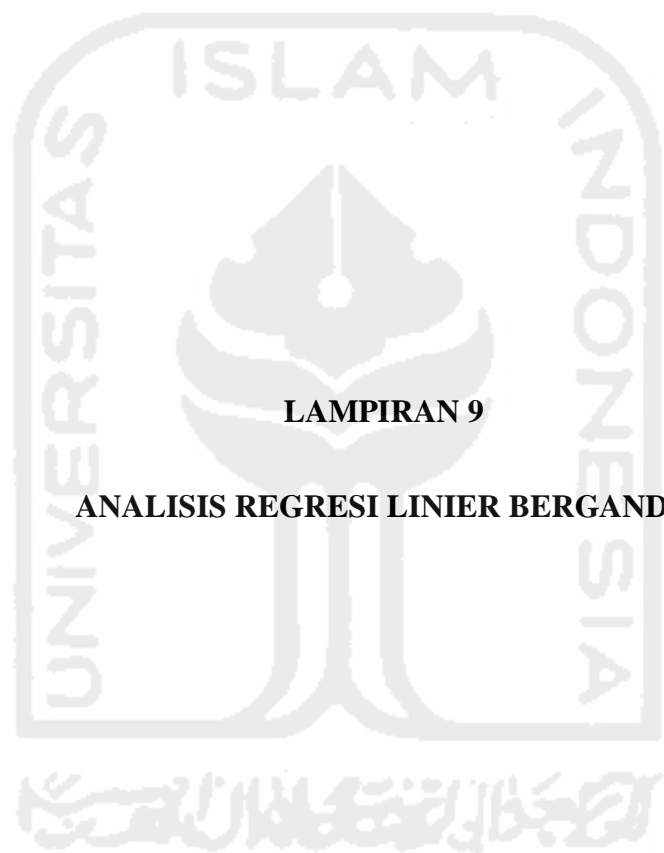 ISLAM
UNIVERSITAS
INDONESIA
LAMPIRAN 9
ANALISIS REGRESI LINIER BERGAND